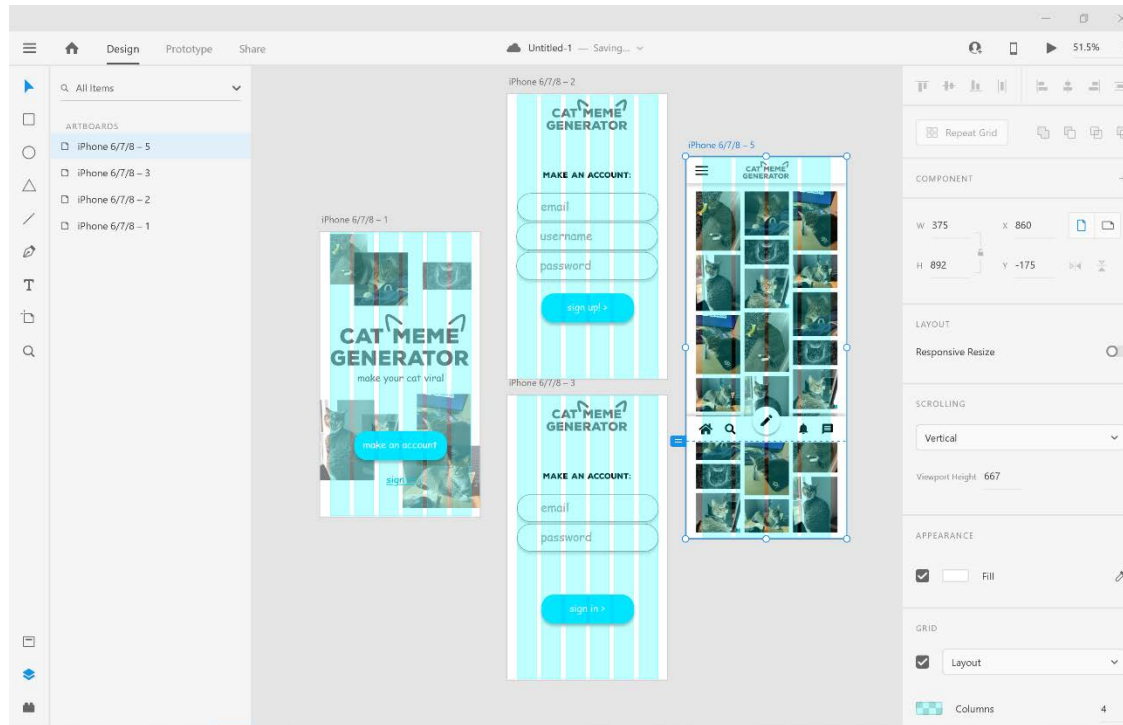 Design
Prototype
Share
Untitled-1 — Saving...
51.5%
All Items
ARTBOARDS
iPhone 6/7/8 – 5
iPhone 6/7/8 – 3
iPhone 6/7/8 – 2
iPhone 6/7/8 – 1
iPhone 6/7/8 – 1
CAT MEME
GENERATOR
make your cat viral
make an account
sign
iPhone 6/7/8 – 2
CAT MEME
GENERATOR
MAKE AN ACCOUNT:
email
username
password
sign up! >
iPhone 6/7/8 – 3
CAT MEME
GENERATOR
MAKE AN ACCOUNT:
email
password
sign in >
iPhone 6/7/8 – 5
CAT MEME
GENERATOR
Repeat Grid
COMPONENT
W 375 X 860
H 892 Y -175
LAYOUT
Responsive Resize
SCROLLING
Vertical
Viewport Height 667
APPEARANCE
Fill
GRID
Layout
Columns 4